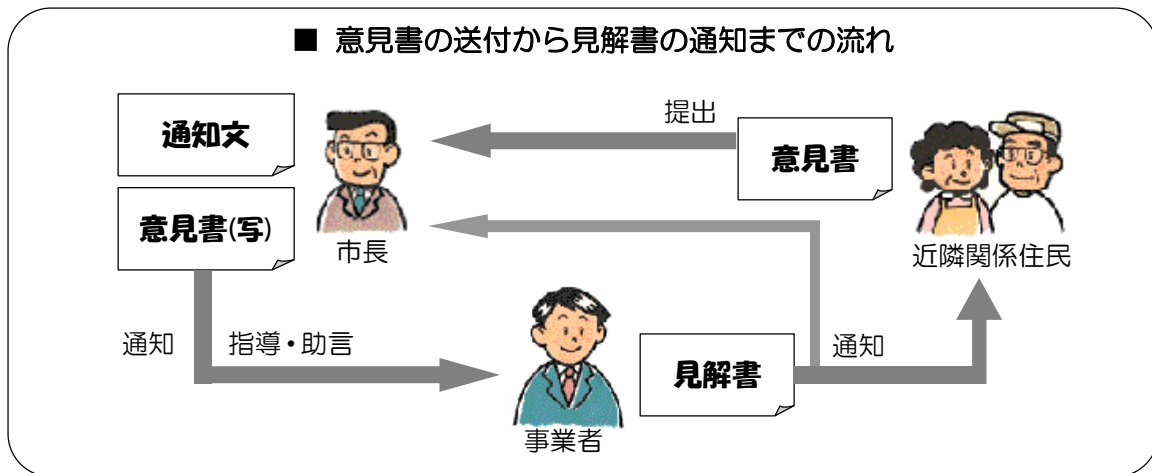 ■ 意見書の送付から見解書の通知までの流れ
通知文
提出
意見書
意見書(写)
市長
近隣関係住民
通知
指導・助言
見解書
通知
事業者